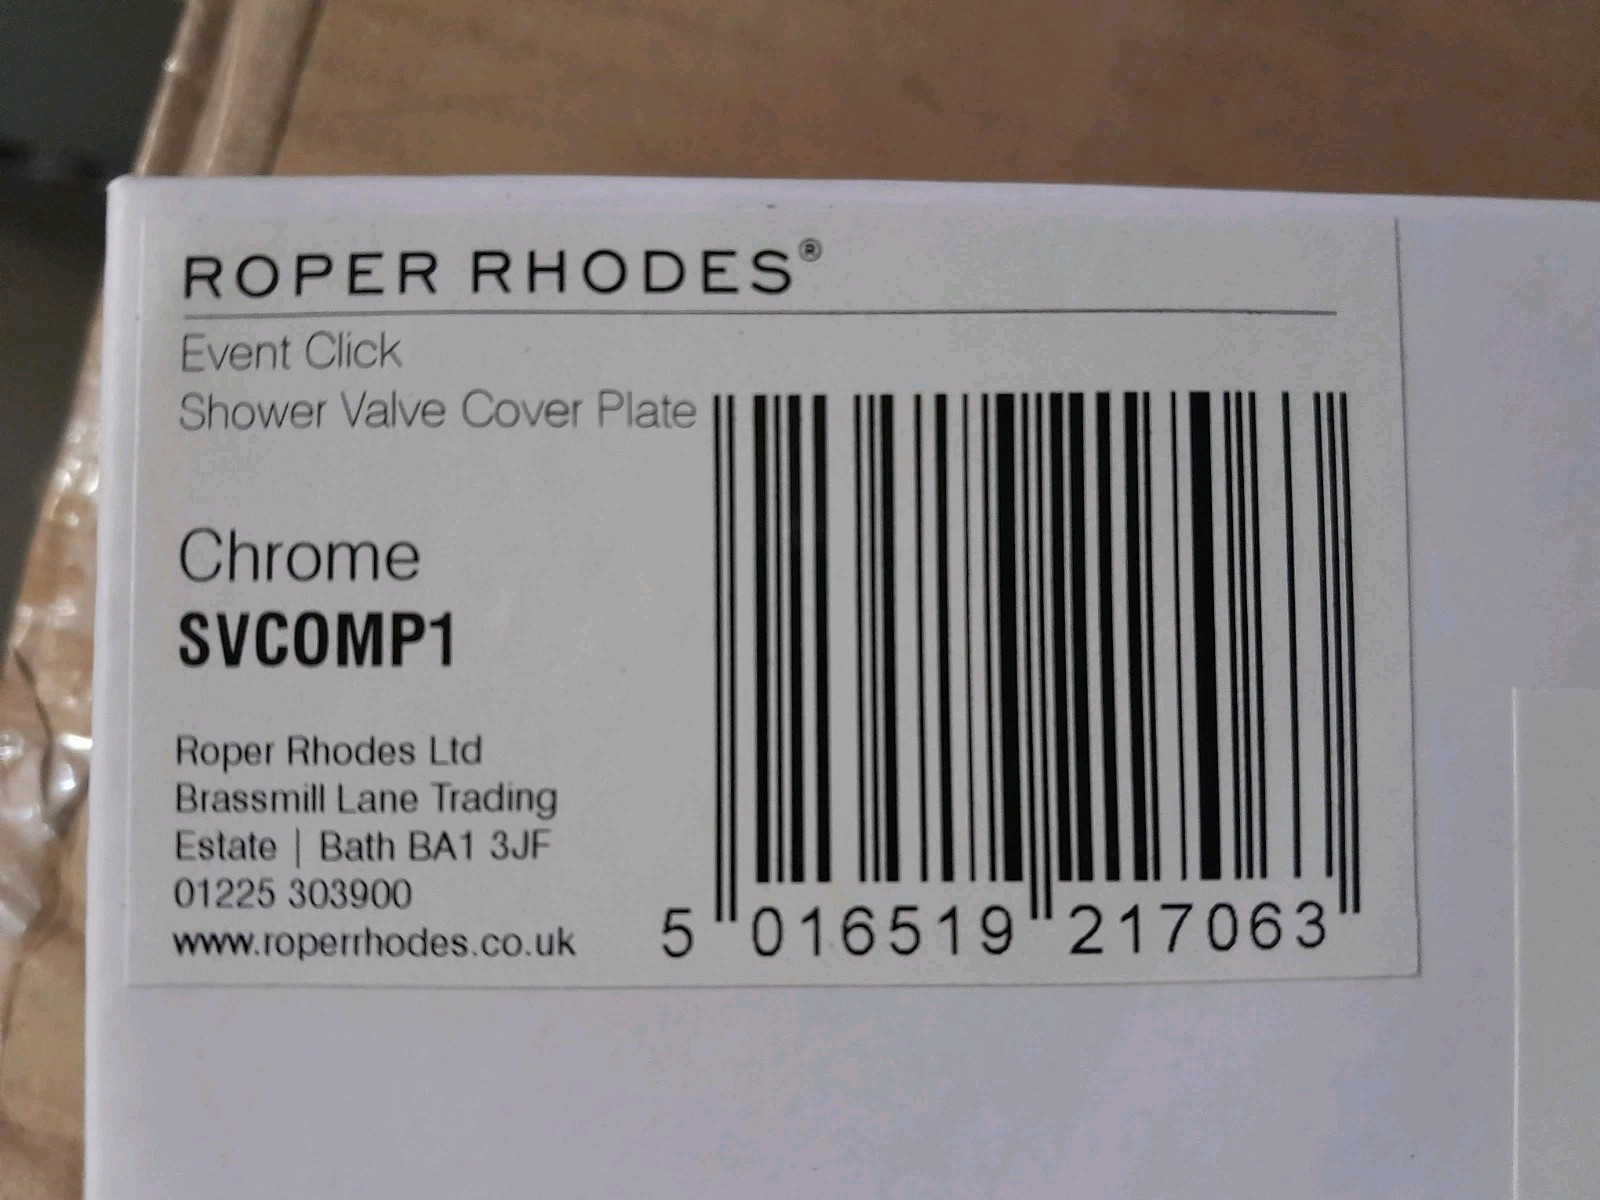 ROPER RHODES®
Event Click
Shower Valve Cover Plate
Chrome
SVCOMP1
Roper Rhodes Ltd
Brassmill Lane Trading
Estate | Bath BA1 3JF
01225 303900
www.roperrhodes.co.uk
5 016519 217063